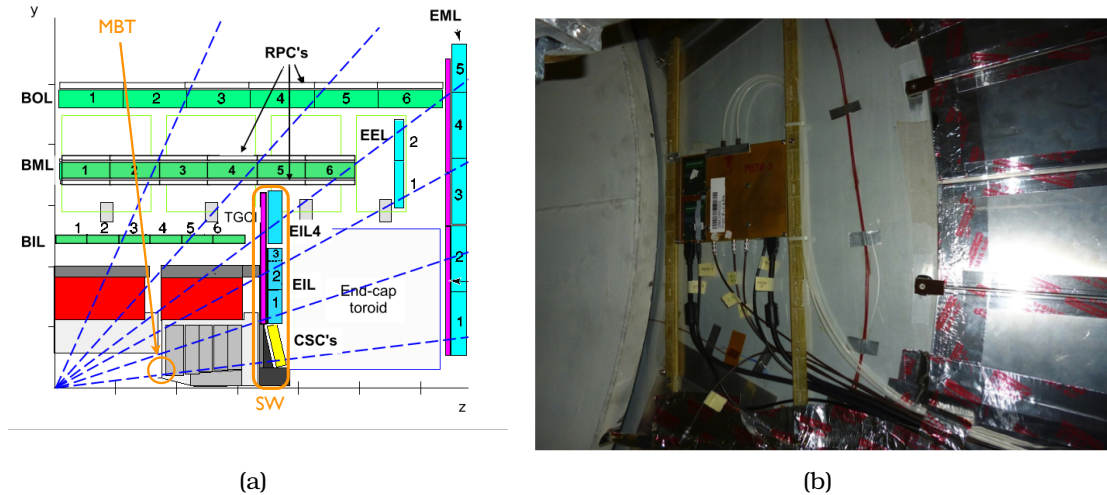 y
MBT
EML
RPC's
5
BOL
1 2 3 4 5 6
4
EEL
2
BML
1 2 3 4 5 6
1
3
TGCI
EIL4
BIL
1 2 3 4 5 6
3
2
EIL
1
2
End-cap
toroid
1
CSC's
SW
z
(a)
(b)